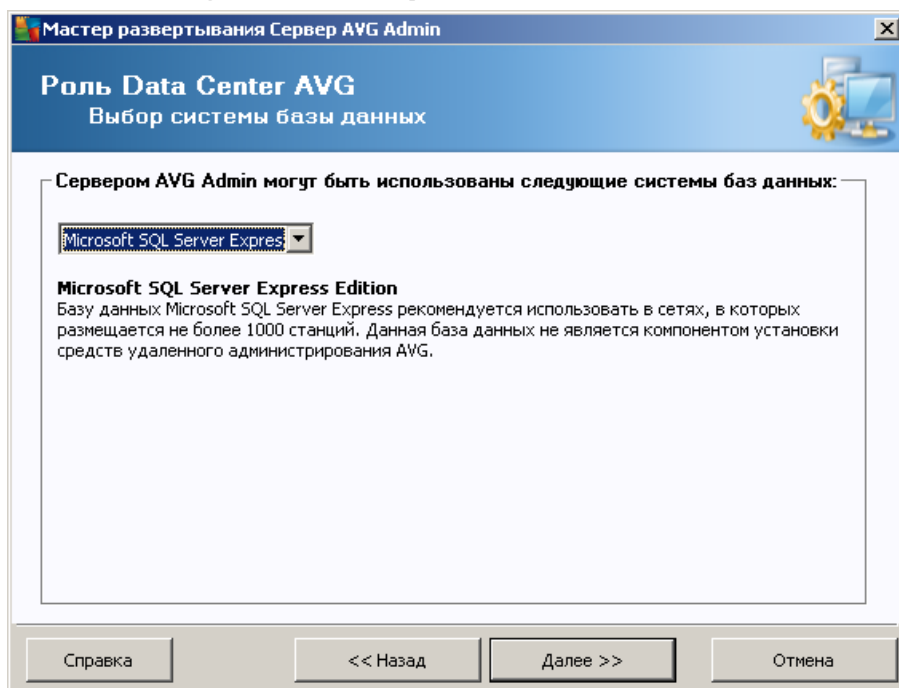 Мастер развертывания Сервер AVG Admin
Роль Data Center AVG
Выбор системы базы данных
Сервером AVG Admin могут быть использованы следующие системы баз данных:
Microsoft SQL Server Expres
Microsoft SQL Server Express Edition
Базу данных Microsoft SQL Server Express рекомендуется использовать в сетях, в которых
размещается не более 1000 станций. Данная база данных не является компонентом установки
средств удаленного администрирования AVG.
Справка
<< Назад
Далее >>
Отмена